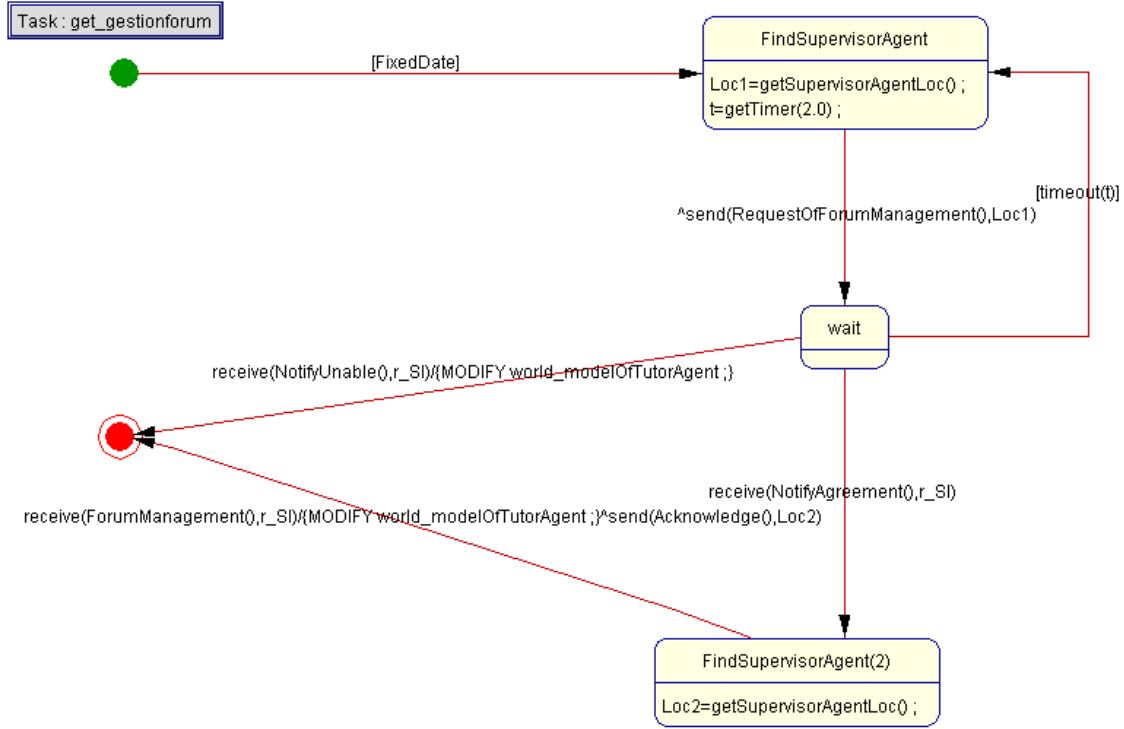 Task : get_gestionforum
FindSupervisorAgent
[FixedDate]
Loc1=getSupervisorAgentLoc() ;
t=getTimer(2.0) ;
[timeout(t)]
^send(RequestOfForumManagement(),Loc1)
wait
receive(NotifyUnable(),r_SI)/{MODIFY world_modelOfTutorAgent ;}
receive(NotifyAgreement(),r_SI)
receive(ForumManagement(),r_SI)/{MODIFY world_modelOfTutorAgent ;}^send(Acknowledge(),Loc2)
FindSupervisorAgent(2)
Loc2=getSupervisorAgentLoc() ;